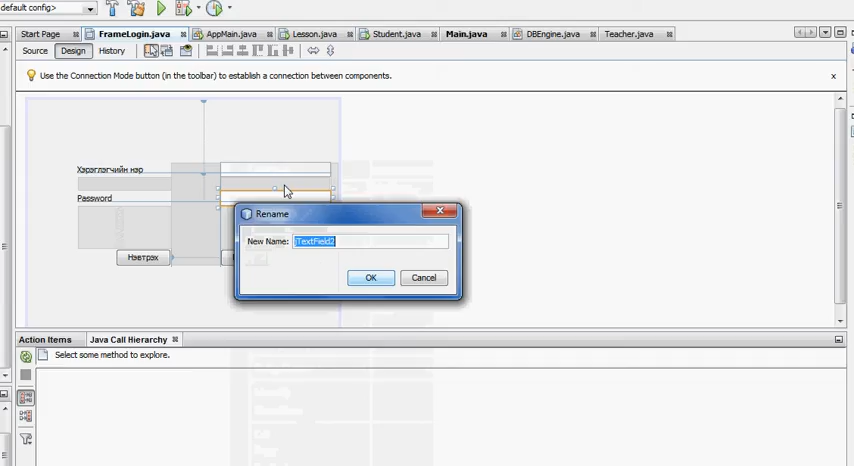 default config>
Start Page FrameLogin.java AppMain.java Lesson.java Student.java Main.java DBEngine.java Teacher.java
Source Design History
Use the Connection Mode button (in the toolbar) to establish a connection between components. x
Хэрэглэгчийн нэр
Password
Rename
New Name: jTextField2
Нэвтрэх
OK Cancel
Action Items Java Call Hierarchy
Select some method to explore.